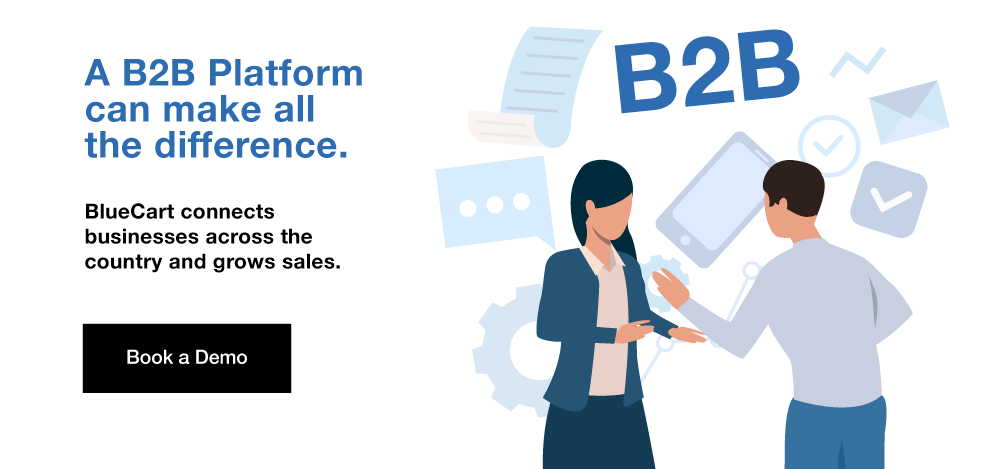 A B2B Platform
can make all
the difference.
BlueCart connects
businesses across the
country and grows sales.
Book a Demo
B2B